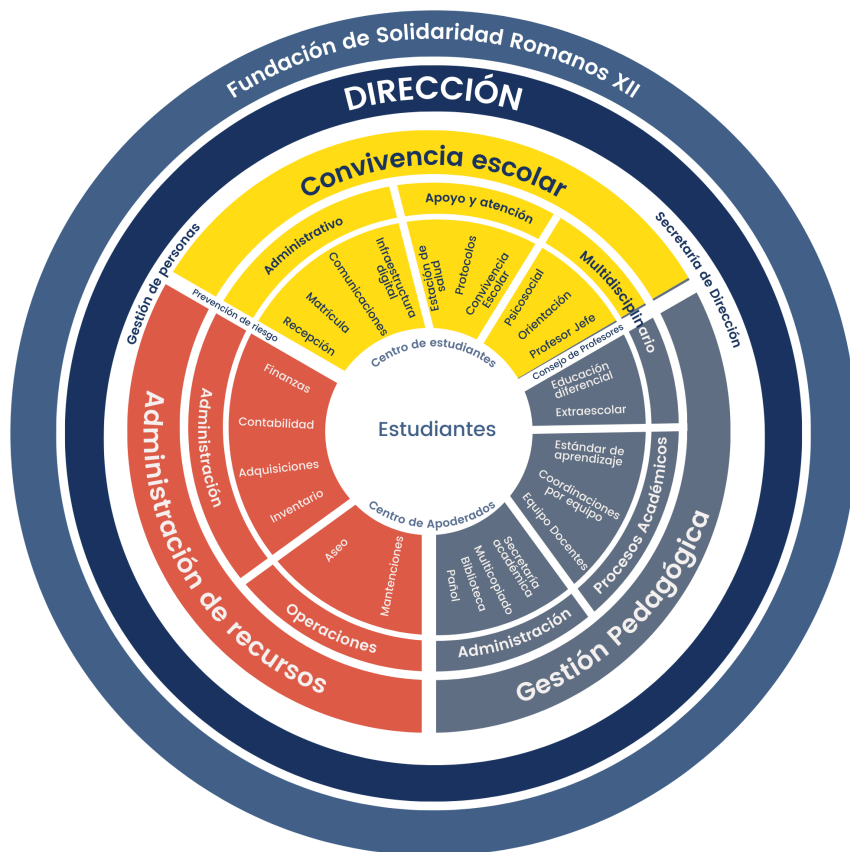 Fundación de Solidaridad Romanos XII
DIRECCIÓN
Gestión de personas
Secretaría de Dirección
Convivencia escolar
Administrativo
Apoyo y atención
Multidisciplinario
Recepción
Matrícula
Comunicaciones
Infraestructura
digital
Estación de
salud
Protocolos
Convivencia
Escolar
Psicosocial
Orientación
Profesor Jefe
Prevención de riesgo
Consejo de Profesores
Centro de estudiantes
Estudiantes
Centro de Apoderados
Administración de recursos
Administración
Finanzas
Contabilidad
Adquisiciones
Inventario
Operaciones
Aseo
Mantenciones
Gestión Pedagógica
Educación
diferencial
Extraescolar
Procesos Académicos
Estándar de
aprendizaje
Coordinaciones
por equipo
Equipo Docentes
Administración
Secretaría
académica
Multicopiado
Biblioteca
Pañol